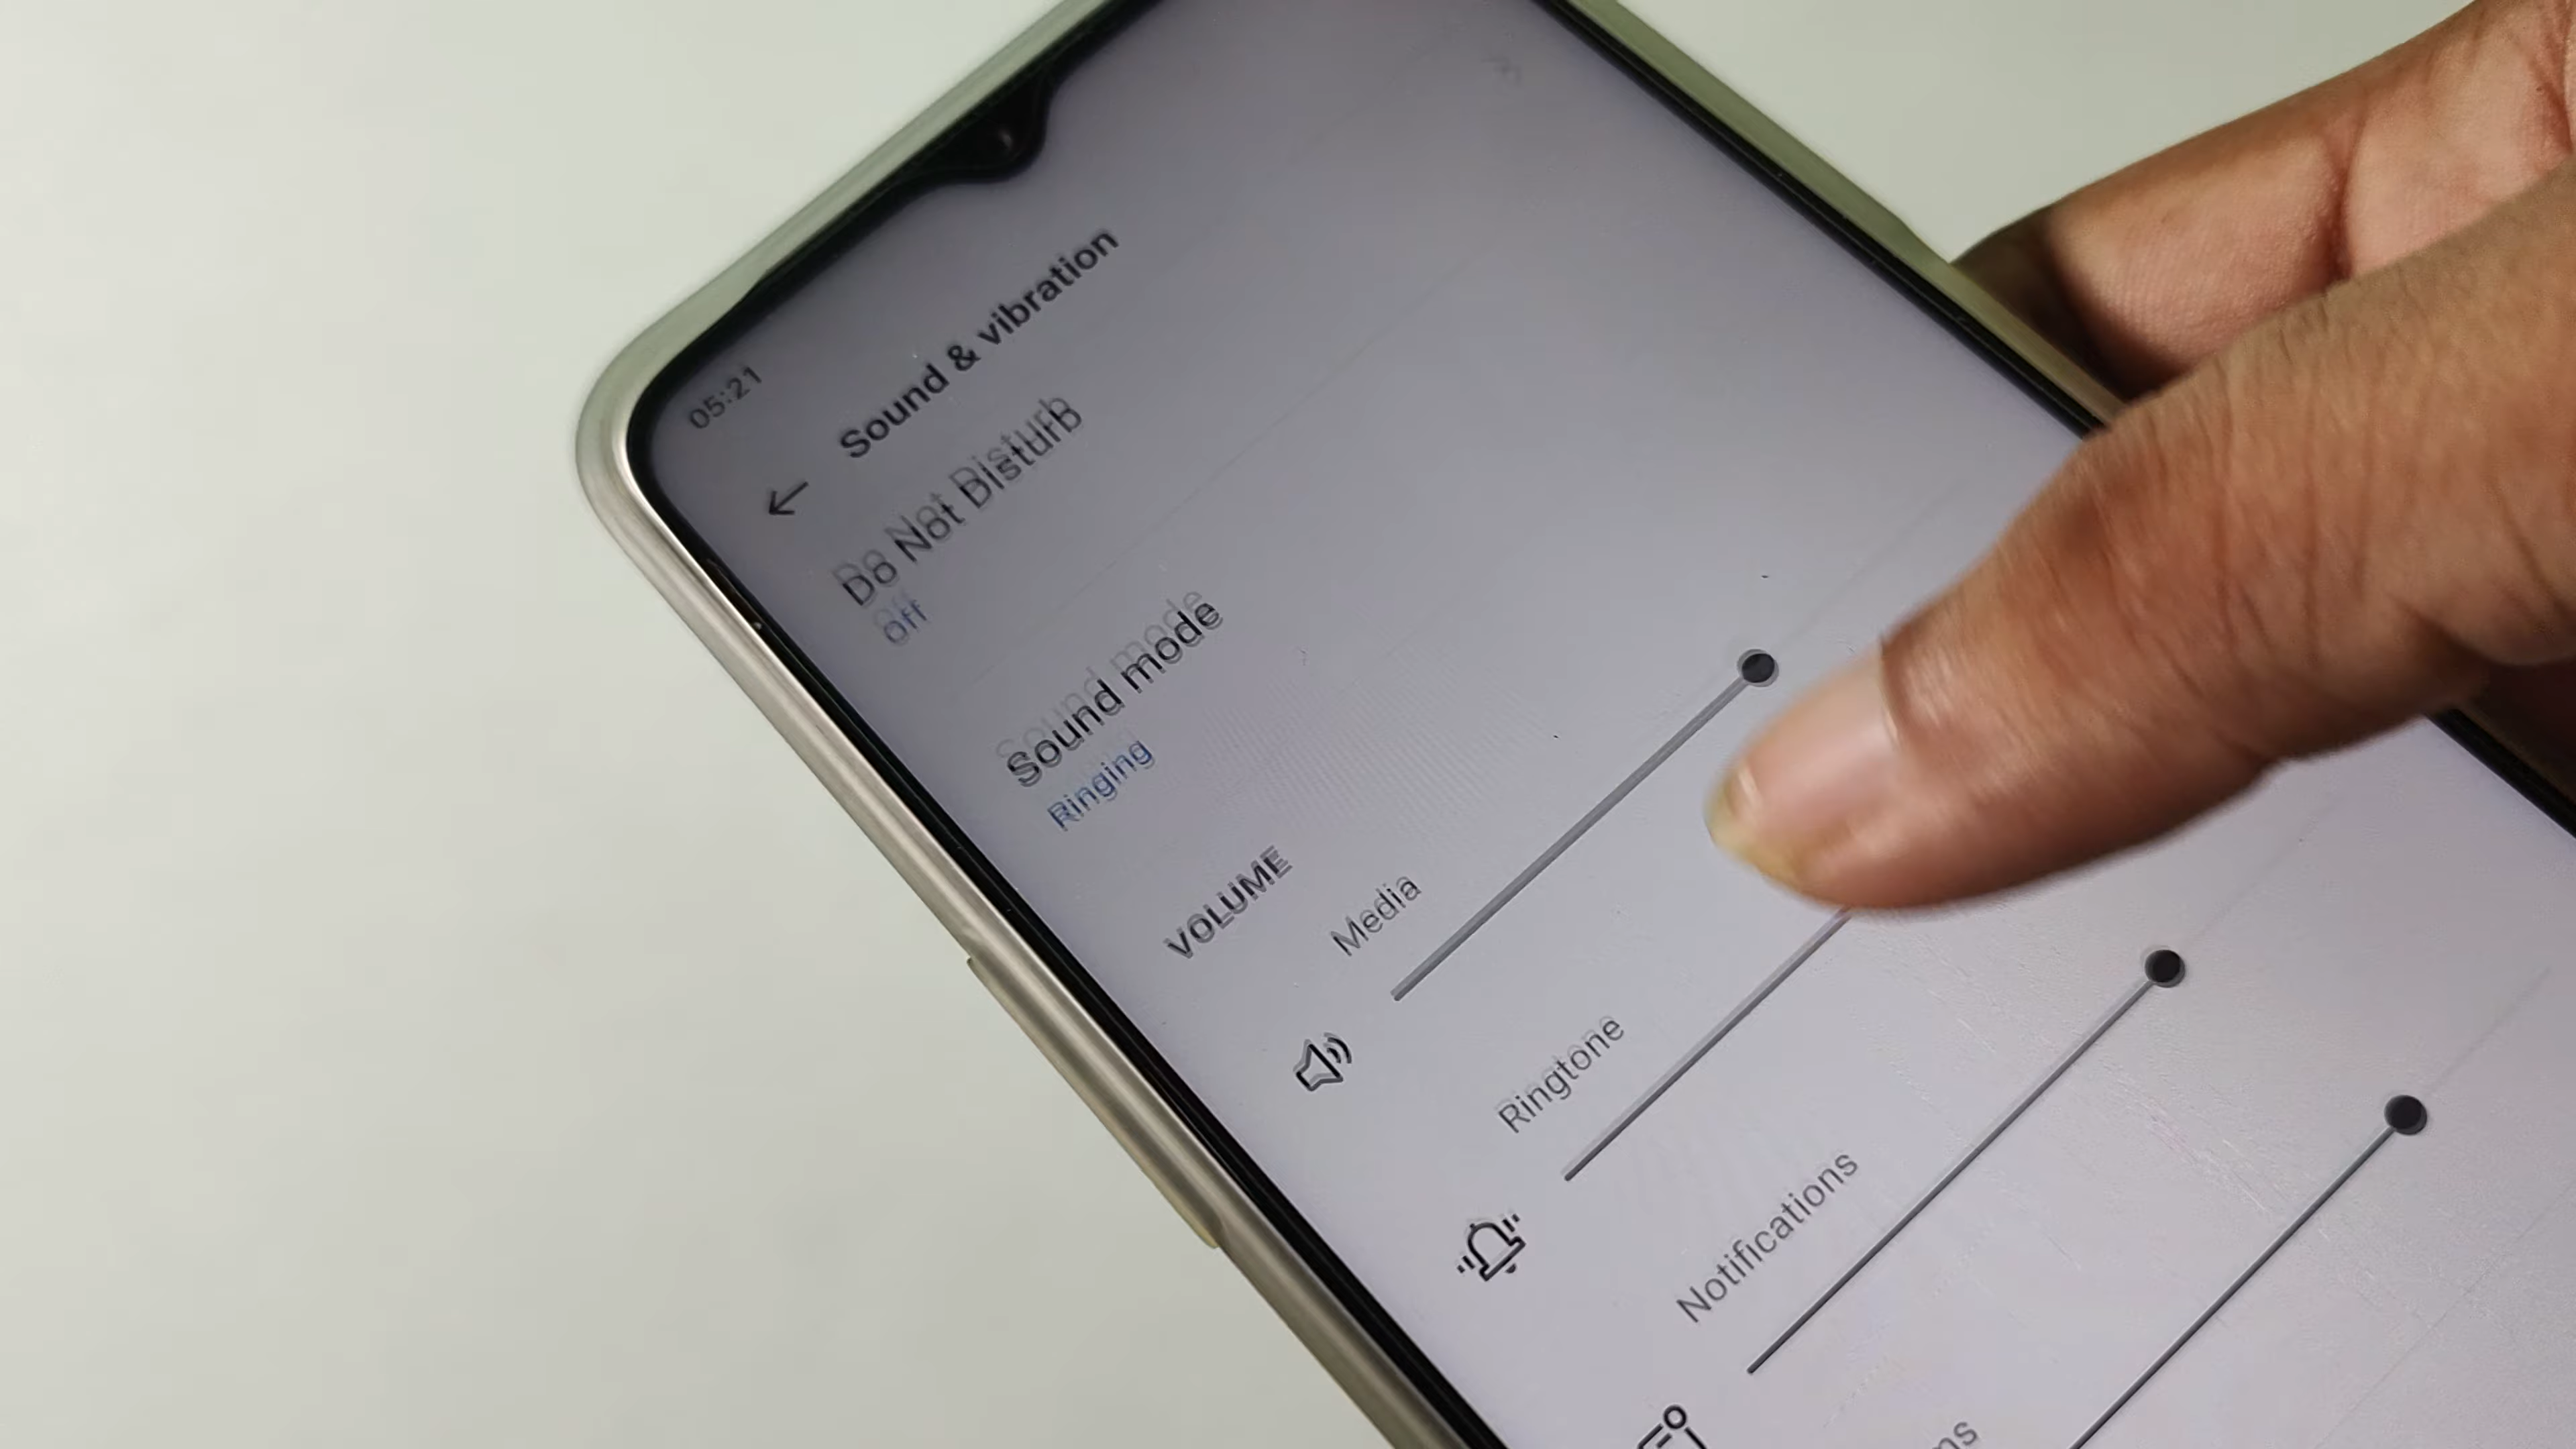 05:21
Sound & vibration
Do Not Disturb
Off
Sound mode
Ringing
VOLUME
Media
Ringtone
Notifications